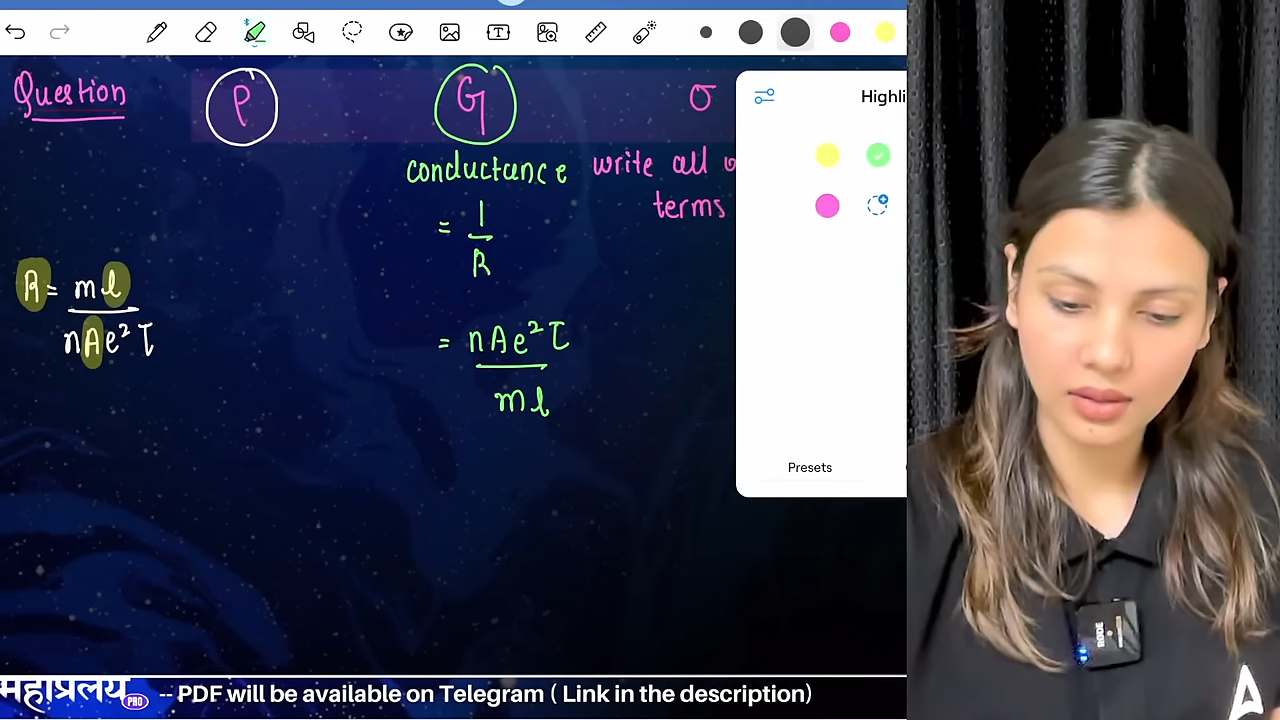 Question
ρ
G
σ
conductance
write all
terms
= 1
R
R = ml
nAe²τ
= nAe²τ
ml
Highli
Presets
महाप्रलय PRO -- PDF will be available on Telegram ( Link in the description)
RODE